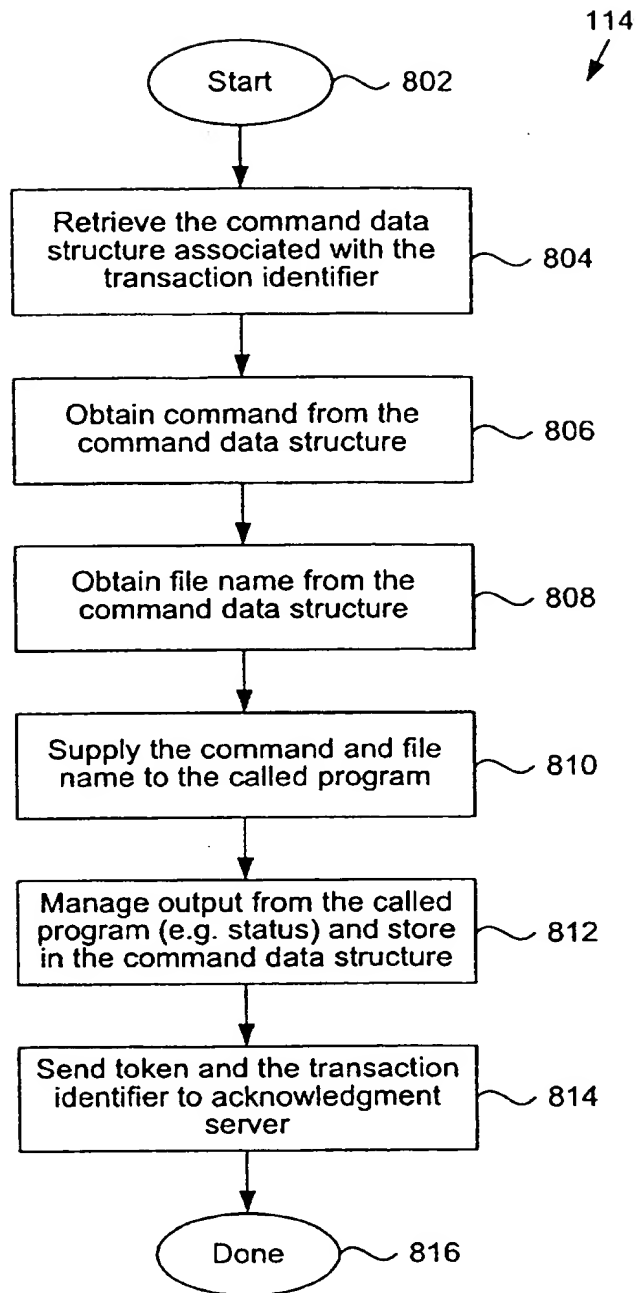 114
Start
802
Retrieve the command data
structure associated with the
transaction identifier
804
Obtain command from the
command data structure
806
Obtain file name from the
command data structure
808
Supply the command and file
name to the called program
810
Manage output from the called
program (e.g. status) and store
in the command data structure
812
Send token and the transaction
identifier to acknowledgment
server
814
Done
816